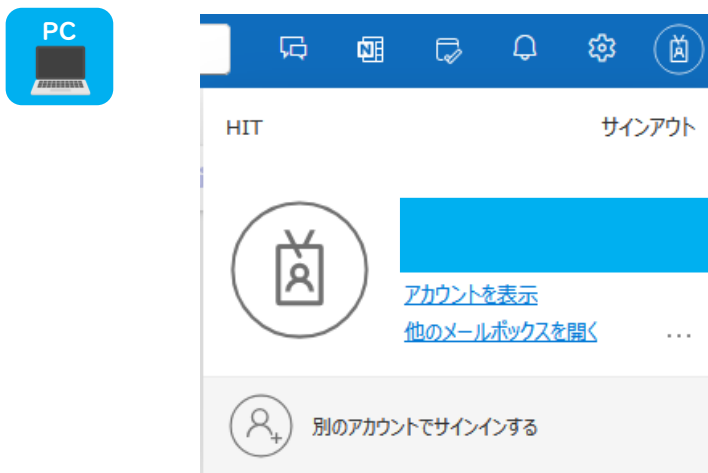 PC
HIT
サインアウト
アカウントを表示
他のメールボックスを開く
...
別のアカウントでサインインする